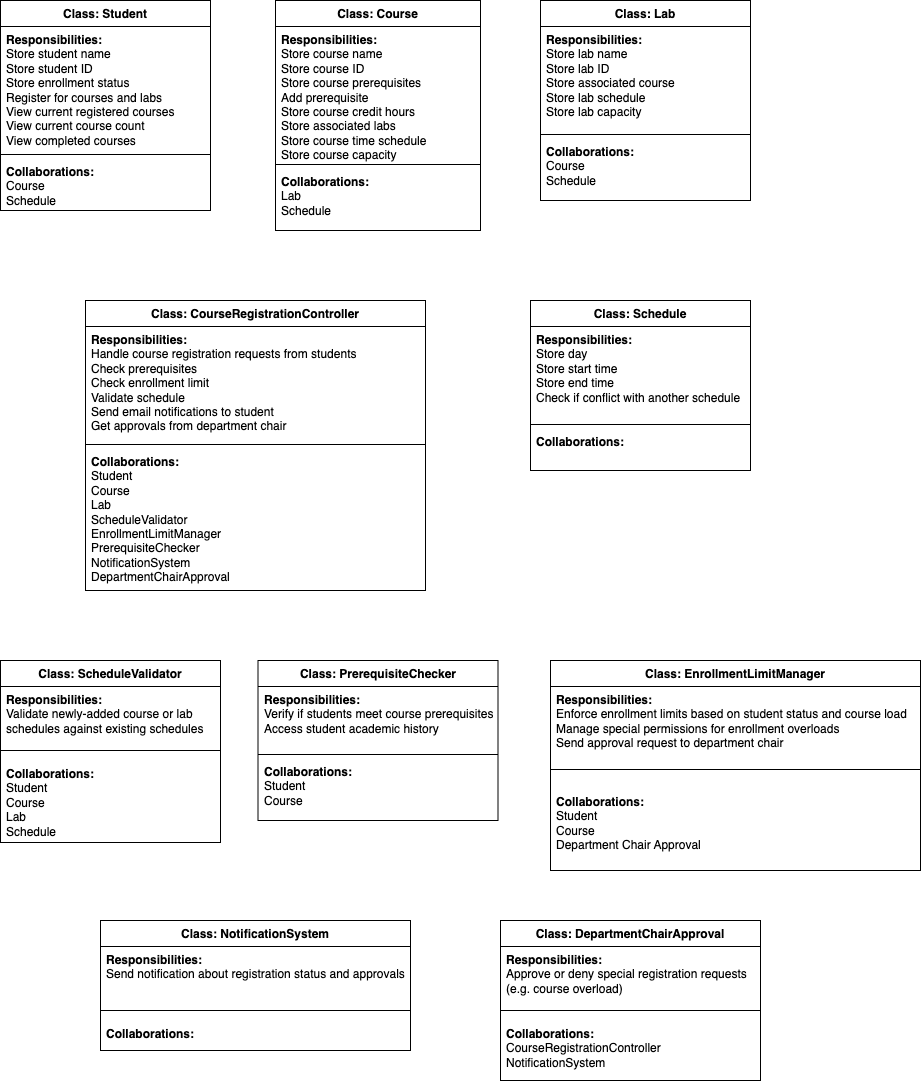 Class: Student
Responsibilities:
Store student name
Store student ID
Store enrollment status
Register for courses and labs
View current registered courses
View current course count
View completed courses
Collaborations:
Course
Schedule
Class: Course
Responsibilities:
Store course name
Store course ID
Store course prerequisites
Add prerequisite
Store course credit hours
Store associated labs
Store course time schedule
Store course capacity
Collaborations:
Lab
Schedule
Class: Lab
Responsibilities:
Store lab name
Store lab ID
Store associated course
Store lab schedule
Store lab capacity
Collaborations:
Course
Schedule
Class: CourseRegistrationController
Responsibilities:
Handle course registration requests from students
Check prerequisites
Check enrollment limit
Validate schedule
Send email notifications to student
Get approvals from department chair
Collaborations:
Student
Course
Lab
ScheduleValidator
EnrollmentLimitManager
PrerequisiteChecker
NotificationSystem
DepartmentChairApproval
Class: Schedule
Responsibilities:
Store day
Store start time
Store end time
Check if conflict with another schedule
Collaborations:
Class: ScheduleValidator
Responsibilities:
Validate newly-added course or lab
schedules against existing schedules
Collaborations:
Student
Course
Lab
Schedule
Class: PrerequisiteChecker
Responsibilities:
Verify if students meet course prerequisites
Access student academic history
Collaborations:
Student
Course
Class: EnrollmentLimitManager
Responsibilities:
Enforce enrollment limits based on student status and course load
Manage special permissions for enrollment overloads
Send approval request to department chair
Collaborations:
Student
Course
Department Chair Approval
Class: NotificationSystem
Responsibilities:
Send notification about registration status and approvals
Collaborations:
Class: DepartmentChairApproval
Responsibilities:
Approve or deny special registration requests
(e.g. course overload)
Collaborations:
CourseRegistrationController
NotificationSystem